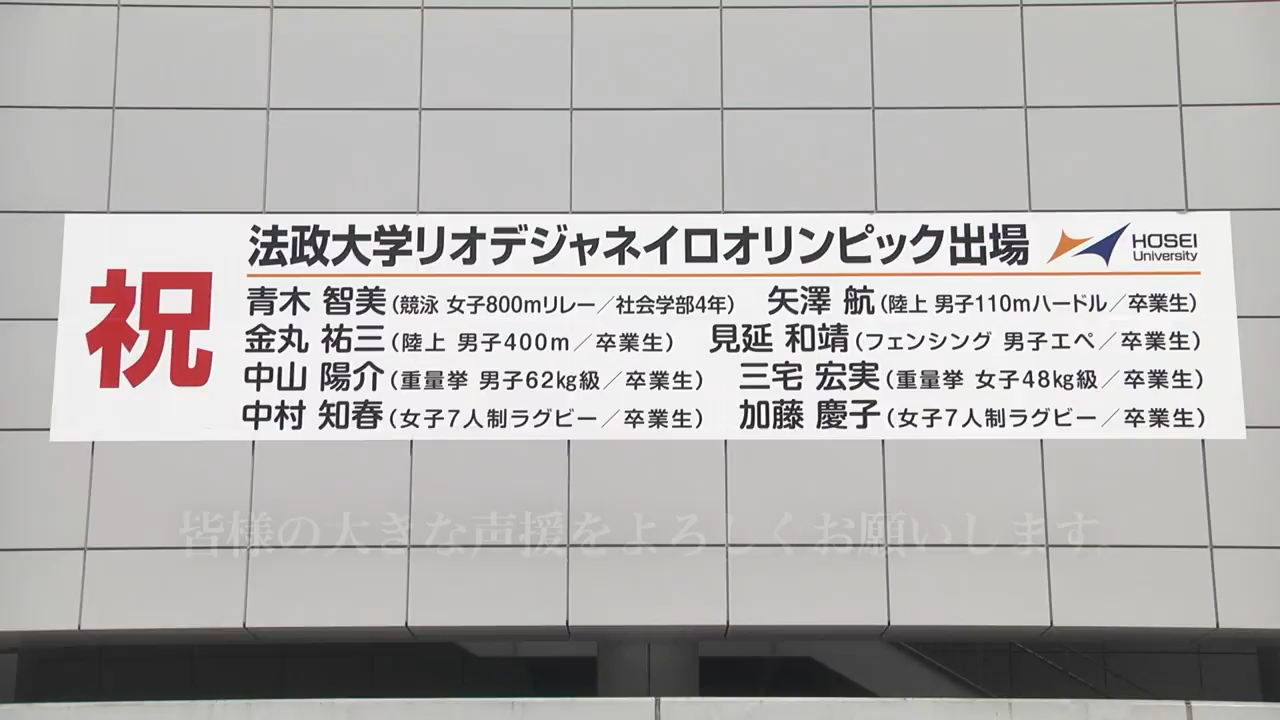 祝
法政大学リオデジャネイロオリンピック出場
HOSEI
University
青木 智美(競泳 女子800mリレー/社会学部4年) 矢澤 航(陸上 男子110mハードル/卒業生)
金丸 祐三(陸上 男子400m/卒業生) 見延 和靖(フェンシング 男子エペ/卒業生)
中山 陽介(重量挙 男子62kg級/卒業生) 三宅 宏実(重量挙 女子48kg級/卒業生)
中村 知春(女子7人制ラグビー/卒業生) 加藤 慶子(女子7人制ラグビー/卒業生)
皆様の大きな声援をよろしくお願いします